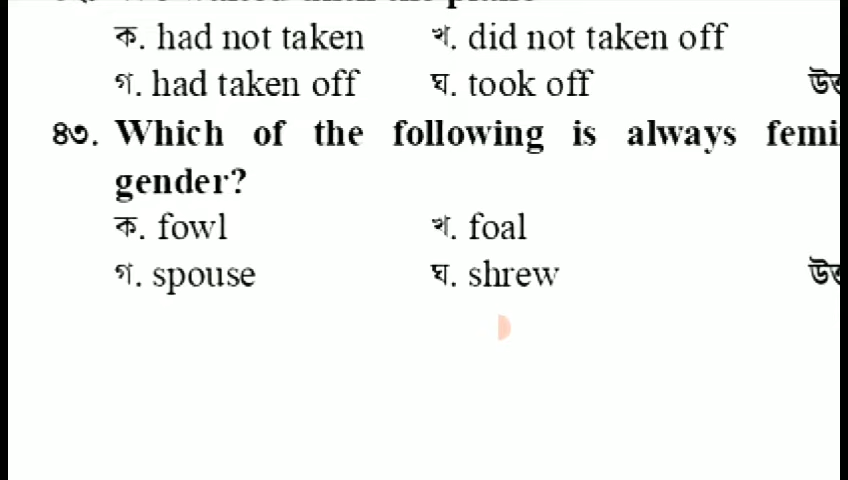 ক. had not taken খ. did not taken off
গ. had taken off ঘ. took off
৪৩. Which of the following is always
gender?
ক. fowl খ. foal
গ. spouse ঘ. shrew